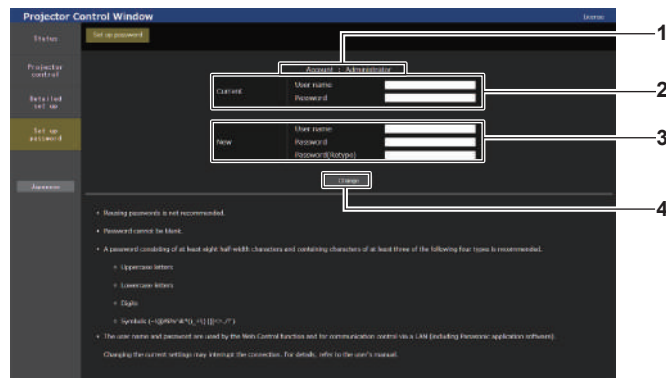 Projector Control Window
License
Status
Set up password
1
Projector
control
Account : Administrator
Current
User name
Password
2
Detailed
set up
Set up
password
New
User name
Password
Password(Retype)
3
Change
4
Japanese
• Reusing passwords is not recommended.
• Password cannot be blank.
• A password consisting of at least eight half-width characters and containing characters of at least three of the following four types is recommended.
Uppercase letters
Lowercase letters
Digits
Symbols
• The user name and password are used by the Web Control function and for communication control via a LAN (including Panasonic application software).
Changing the current settings may interrupt the connection. For details, refer to the user's manual.